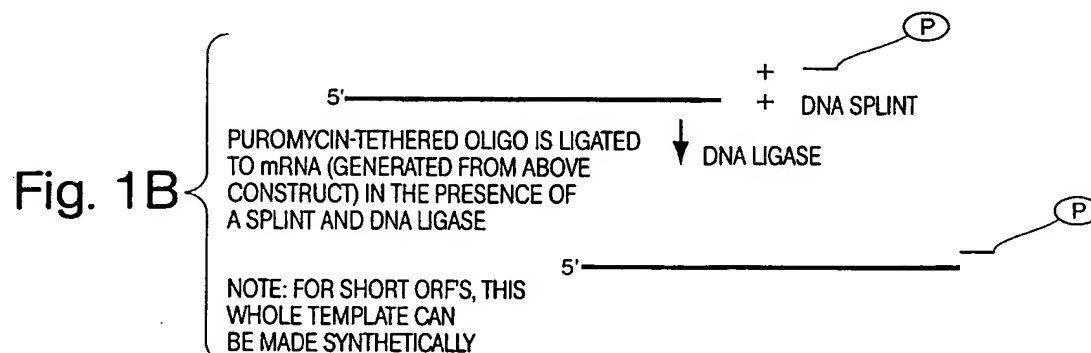 P
+
5' + DNA SPLINT
PUROMYCIN-TETHERED OLIGO IS LIGATED
TO mRNA (GENERATED FROM ABOVE
CONSTRUCT) IN THE PRESENCE OF
A SPLINT AND DNA LIGASE
DNA LIGASE
Fig. 1B
P
5'
NOTE: FOR SHORT ORF'S, THIS
WHOLE TEMPLATE CAN
BE MADE SYNTHETICALLY